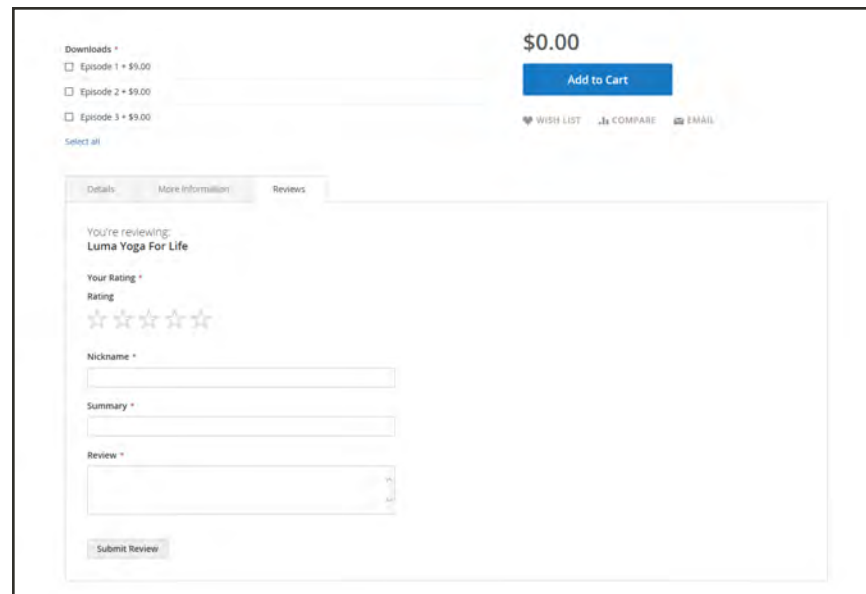 Downloads *
Episode 1 + $9.00
Episode 2 + $9.00
Episode 3 + $9.00
Select all
$0.00
Add to Cart
WISH LIST COMPARE EMAIL
Details More Information Reviews
You're reviewing:
Luma Yoga For Life
Your Rating *
Rating
Nickname *
Summary *
Review *
Submit Review